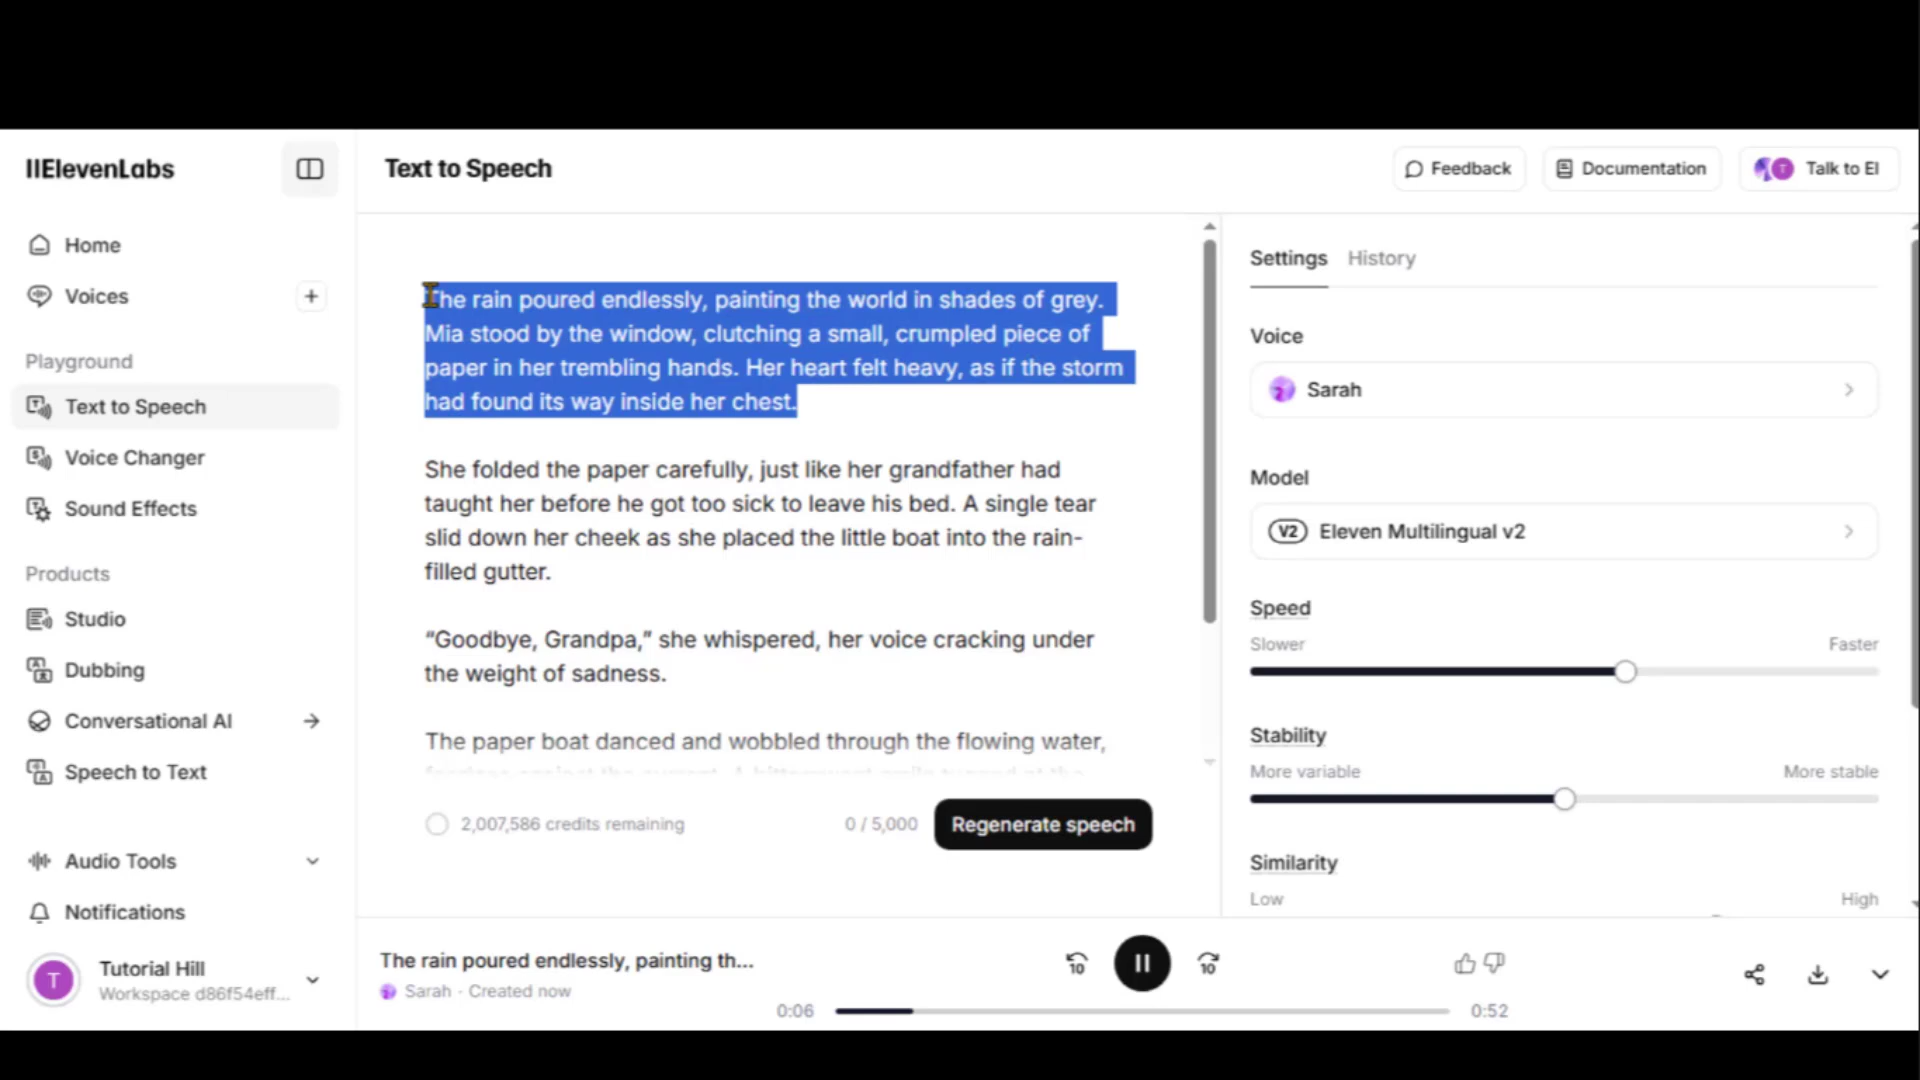 IIElevenLabs
Home
Voices
Playground
Text to Speech
Voice Changer
Sound Effects
Products
Studio
Dubbing
Conversational AI
Speech to Text
Audio Tools
Notifications
T
Tutorial Hill
Workspace d86f54eff...
Text to Speech
Feedback
Documentation
T
Talk to El
The rain poured endlessly, painting the world in shades of grey.
Mia stood by the window, clutching a small, crumpled piece of
paper in her trembling hands. Her heart felt heavy, as if the storm
had found its way inside her chest.
She folded the paper carefully, just like her grandfather had
taught her before he got too sick to leave his bed. A single tear
slid down her cheek as she placed the little boat into the rain-
filled gutter.
“Goodbye, Grandpa,” she whispered, her voice cracking under
the weight of sadness.
The paper boat danced and wobbled through the flowing water,
2,007,586 credits remaining
0 / 5,000
Regenerate speech
Settings
History
Voice
Sarah
Model
V2 Eleven Multilingual v2
Speed
Slower
Faster
Stability
More variable
More stable
Similarity
Low
High
The rain poured endlessly, painting th...
Sarah · Created now
10
10
0:06
0:52